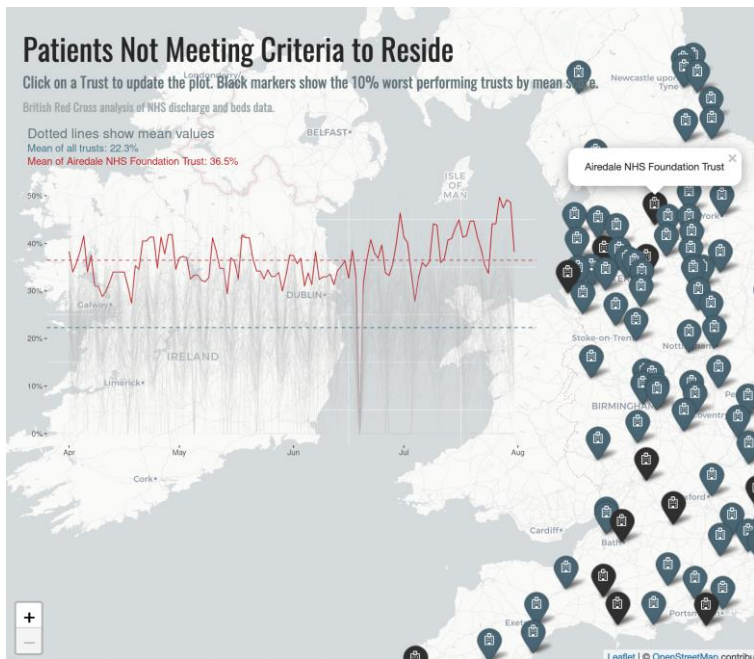 Patients Not Meeting Criteria to Reside
Click on a Trust to update the plot. Black markers show the 10% worst performing trusts by mean score.
British Red Cross analysis of NHS discharge and beds data.
Dotted lines show mean values
Mean of all trusts: 22.3%
Mean of Airedale NHS Foundation Trust: 36.5%
Londonderry/
BELFAST
ISLE
OF
MAN
Newcastle upon
Tyne
Airedale NHS Foundation Trust
×
York
50%
40%
30%
20%
10%
0%
Apr
May
Jun
Jul
Aug
Galway
DUBLIN
IRELAND
Limerick
Cork
Stoke-on-Trent
BIRMINGHAM
Cardiff
Bath
Portsmouth
+
−
Leaflet | © OpenStreetMap